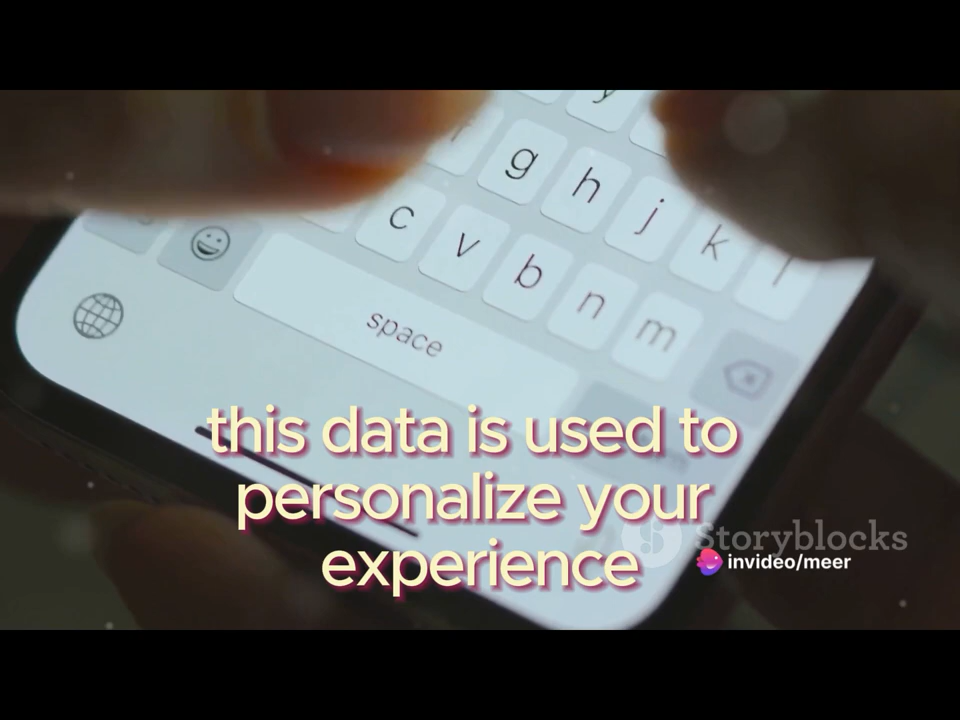 y
g h j k l
c v b n m
space
this data is used to
personalize your
experience
Storyblocks
invideo/meer